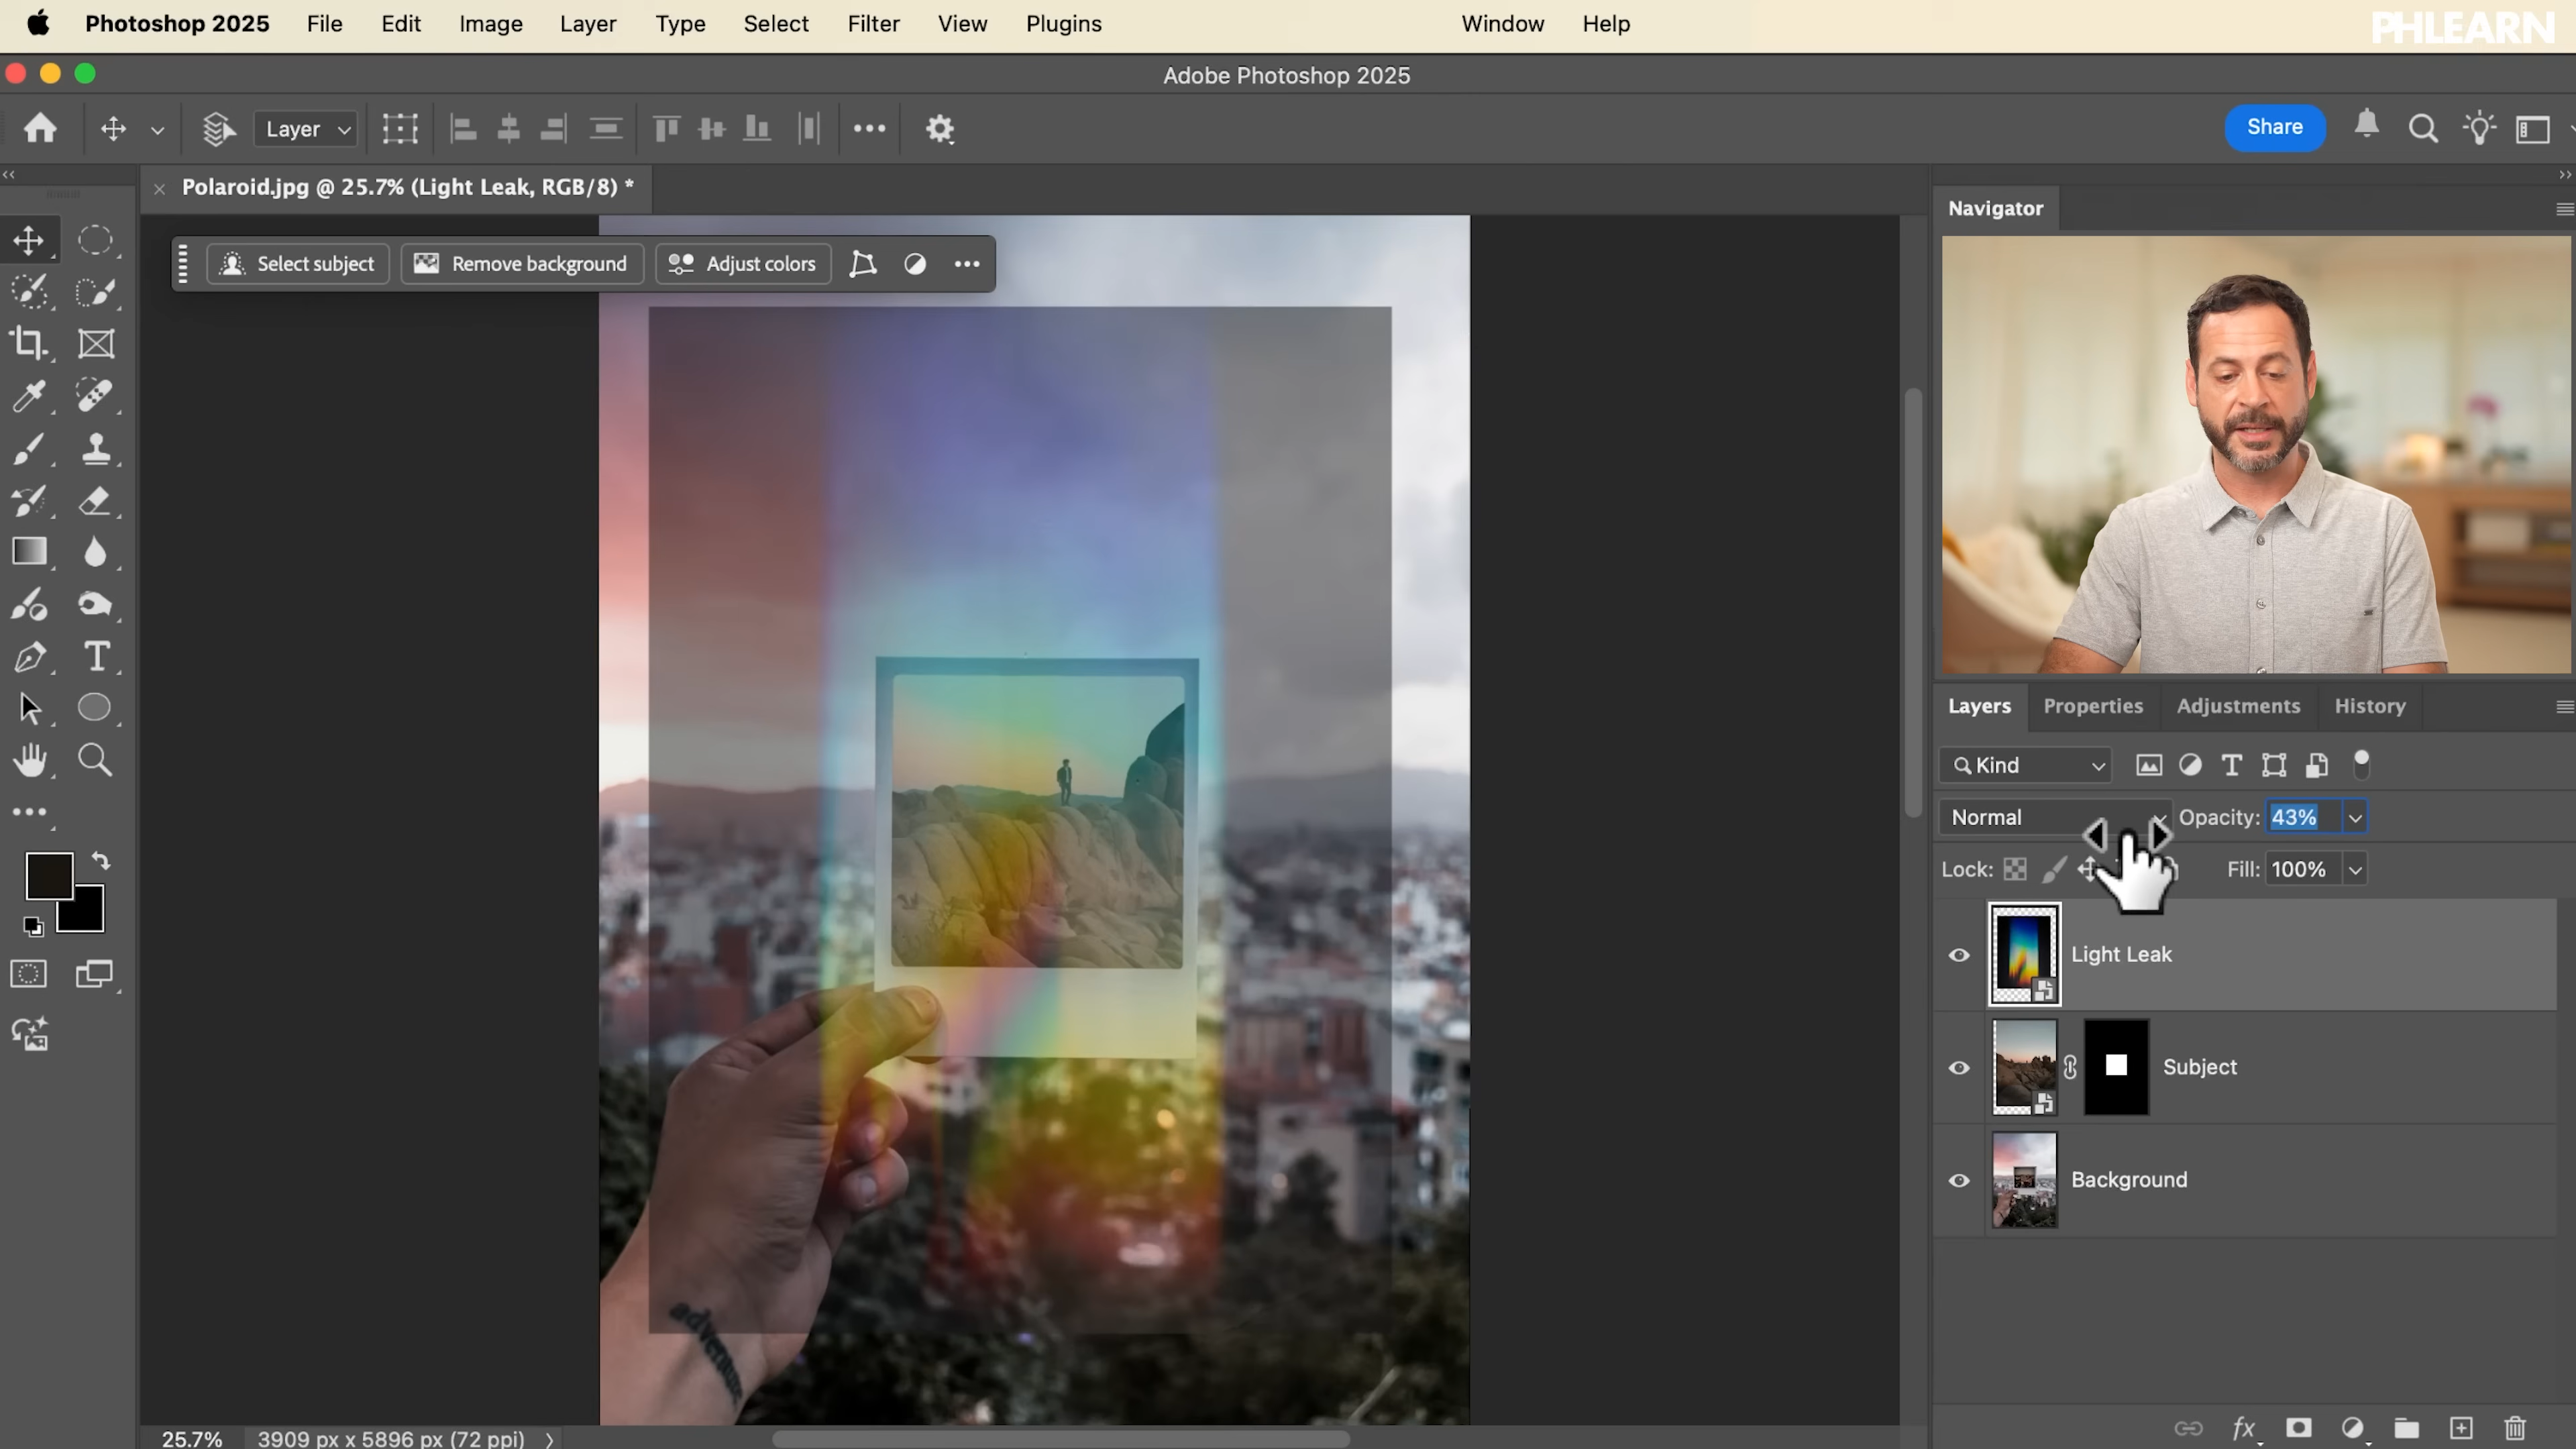 Photoshop 2025 File Edit Image Layer Type Select Filter View Plugins Window Help
PHLEARN
Adobe Photoshop 2025
Layer
Share
Polaroid.jpg @ 25.7% (Light Leak, RGB/8) *
Navigator
Select subject
Remove background
Adjust colors
Layers Properties Adjustments History
Kind
Normal Opacity: 43%
Lock: Fill: 100%
Light Leak
Subject
Background
adventure
25.7% 3909 px x 5896 px (72 ppi)